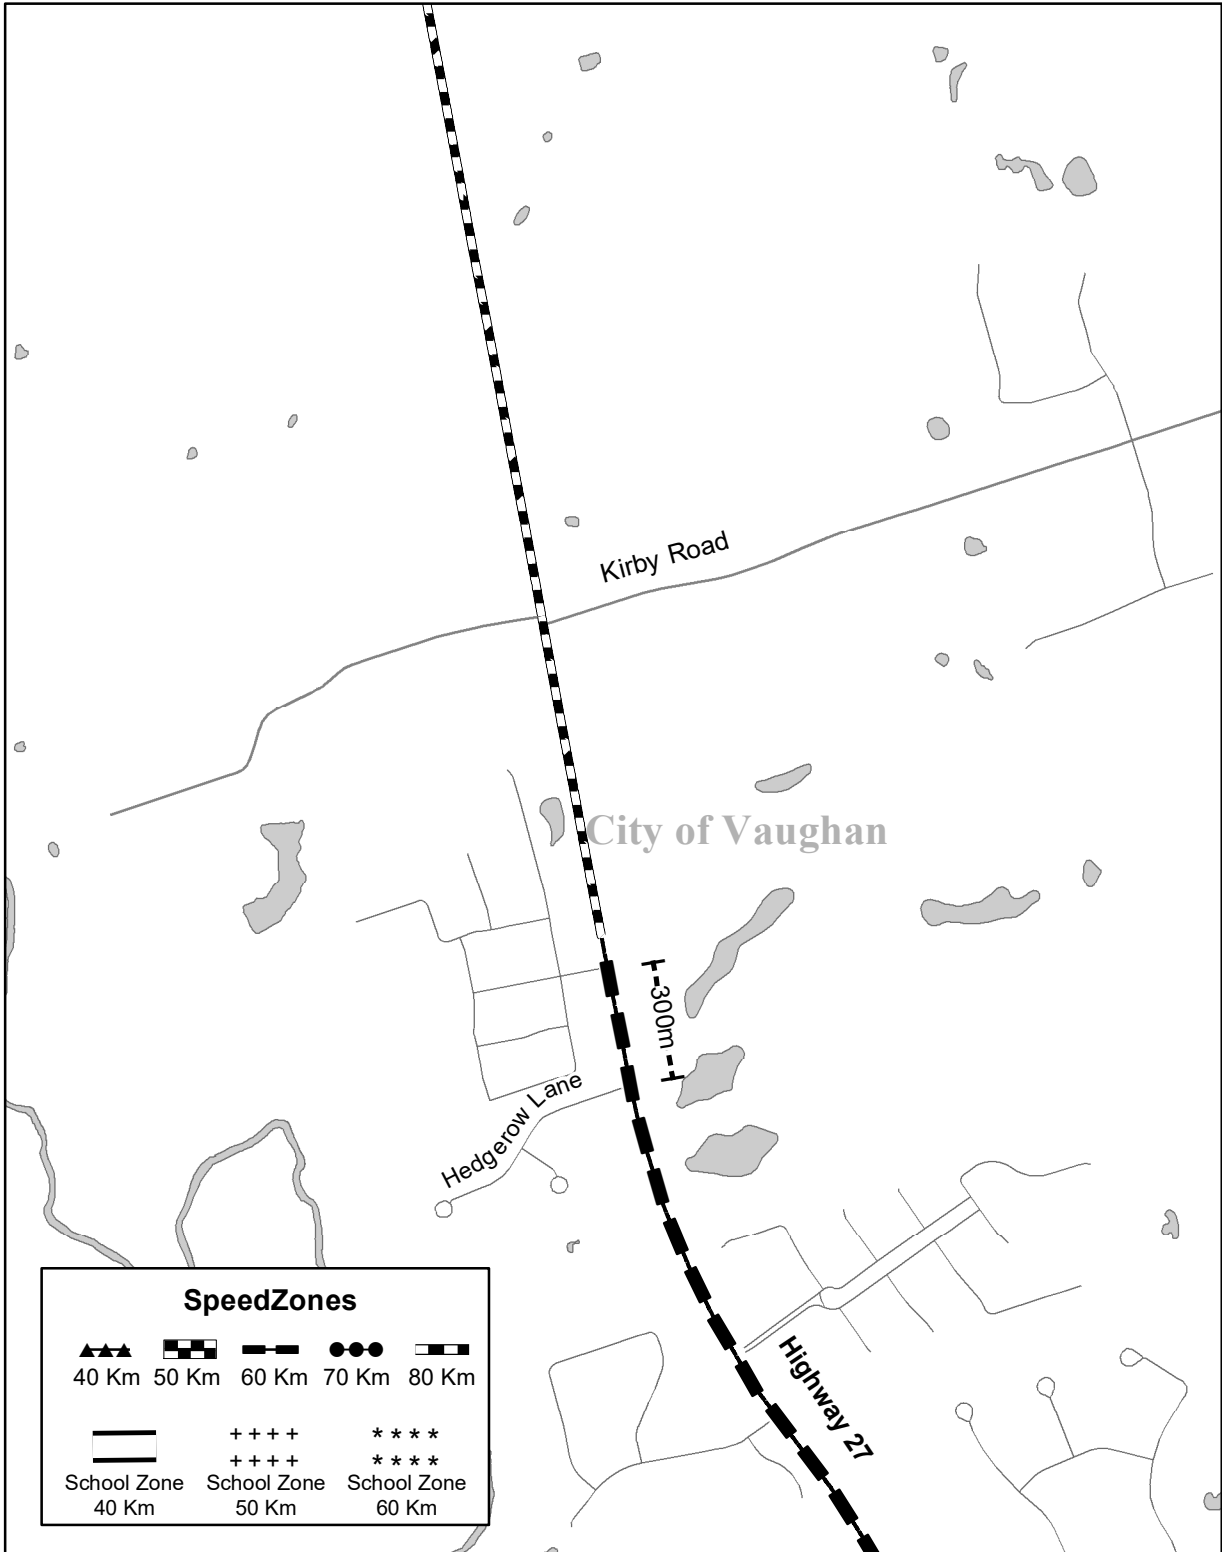 Kirby Road
City of Vaughan
300m
Hedgerow Lane
Highway 27
SpeedZones
40 Km 50 Km 60 Km 70 Km 80 Km
+ + + + * * * *
+ + + + * * * *
School Zone School Zone School Zone
40 Km 50 Km 60 Km